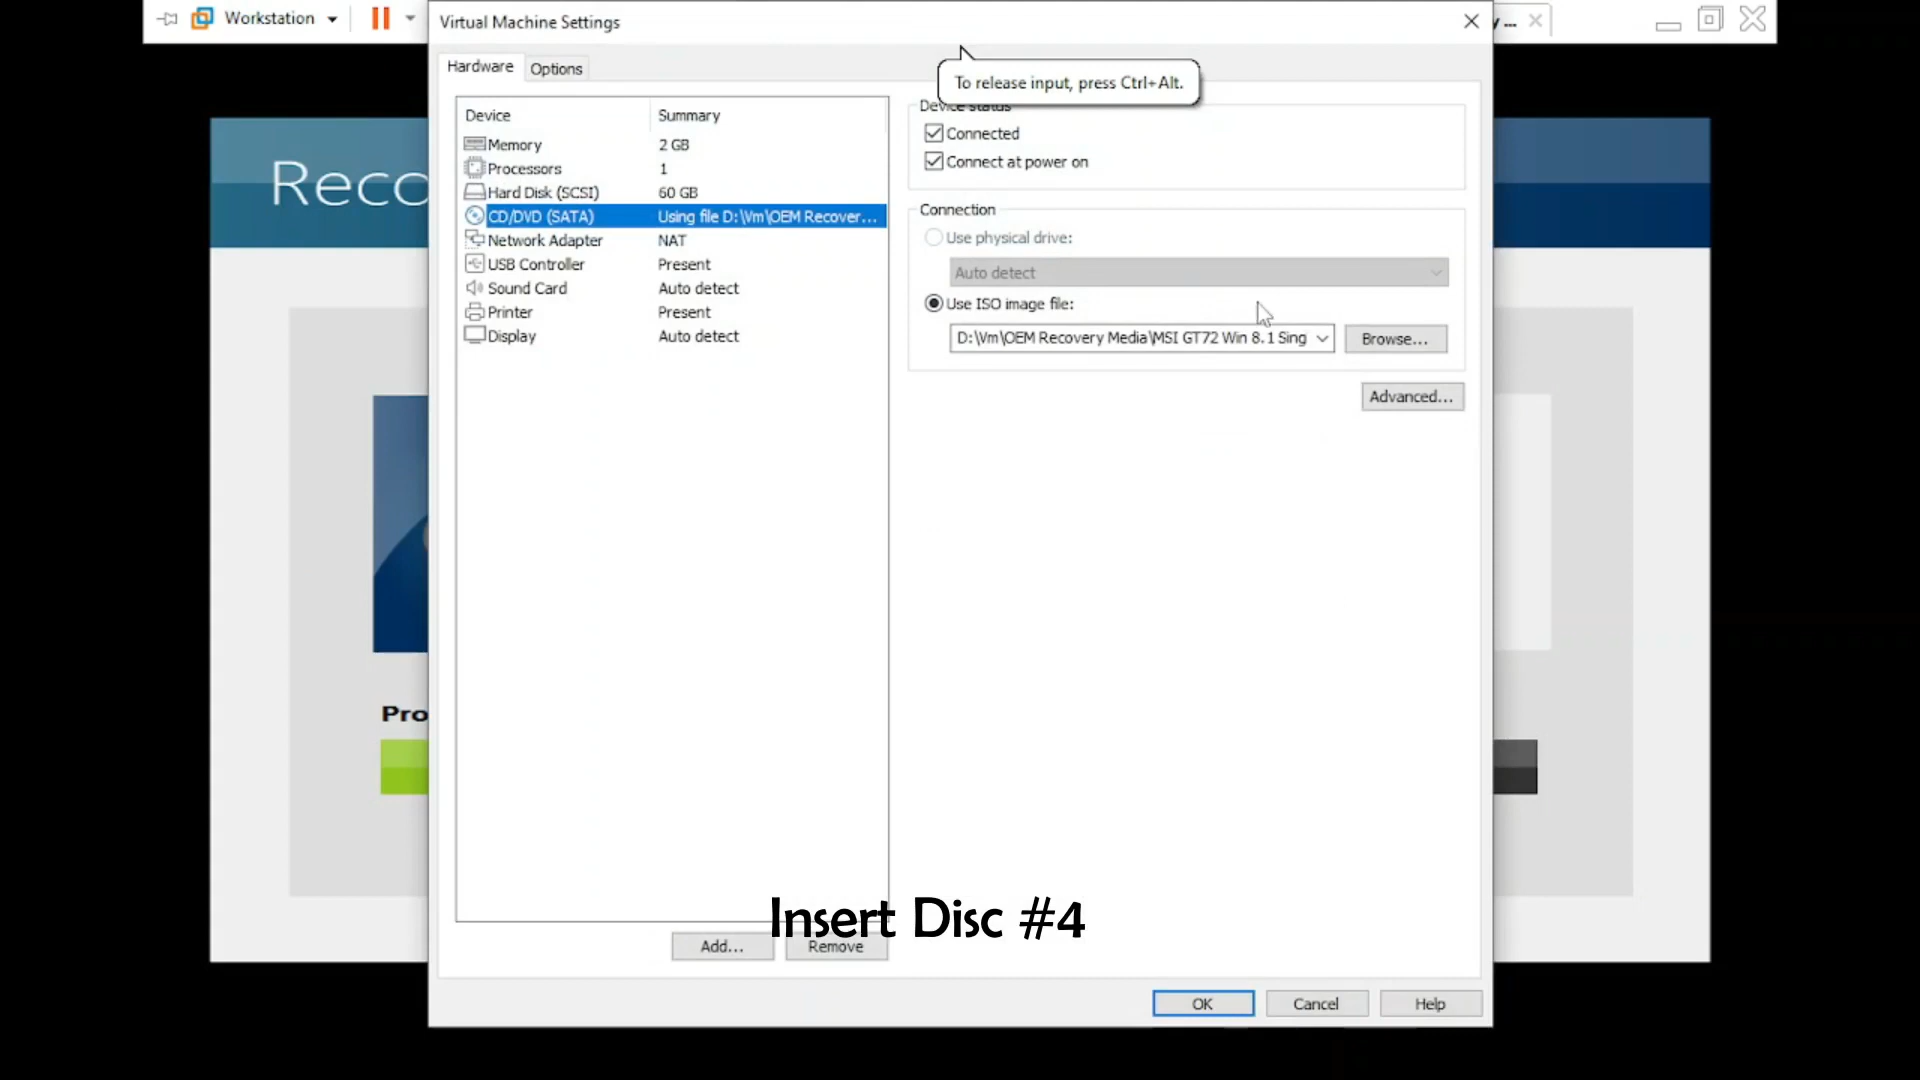 Workstation
Virtual Machine Settings
Hardware
Options
To release input, press Ctrl+Alt.
Device
Summary
Memory
2 GB
Processors
1
Hard Disk (SCSI)
60 GB
CD/DVD (SATA)
Using file D:\Vm\OEM Recover...
Network Adapter
NAT
USB Controller
Present
Sound Card
Auto detect
Printer
Present
Display
Auto detect
Device status
Connected
Connect at power on
Connection
Use physical drive:
Auto detect
Use ISO image file:
D:\Vm\OEM Recovery Media\MSI GT72 Win 8.1 Sing
Browse...
Advanced...
Reco
Pro
Insert Disc #4
Add...
Remove
OK
Cancel
Help